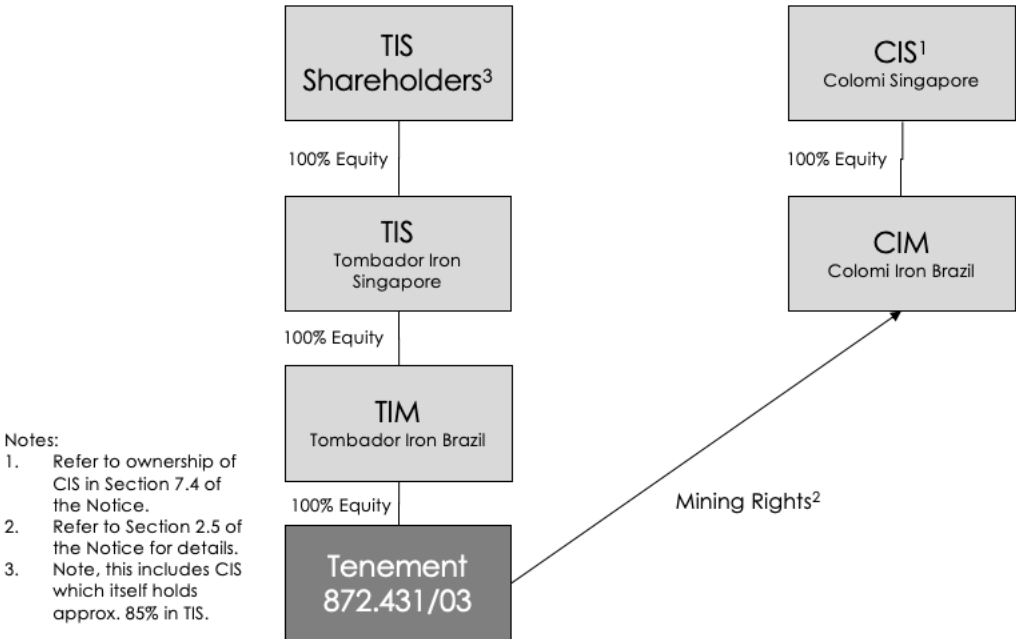 TIS
Shareholders³
CIS¹
Colomi Singapore
100% Equity
100% Equity
TIS
Tombador Iron
Singapore
CIM
Colomi Iron Brazil
100% Equity
TIM
Tombador Iron Brazil
100% Equity
Mining Rights²
Tenement
872.431/03
Notes:
1. Refer to ownership of
CIS in Section 7.4 of
the Notice.
2. Refer to Section 2.5 of
the Notice for details.
3. Note, this includes CIS
which itself holds
approx. 85% in TIS.